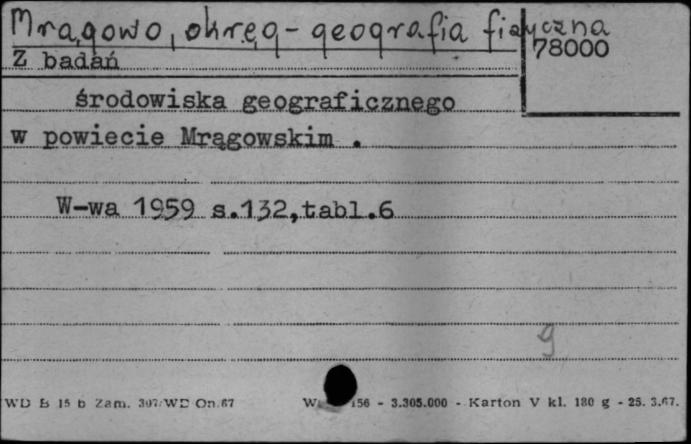 Mrągowo, okręg - geografia fizyczna
78000
Z badań
środowiska geograficznego
w powiecie Mrągowskim .
W-wa 1959 s.132,tabl.6
g
WD B 15 b Zam. 307/WD On.67
156 - 3.305.000 - Karton V kl. 180 g - 25. 3.67.